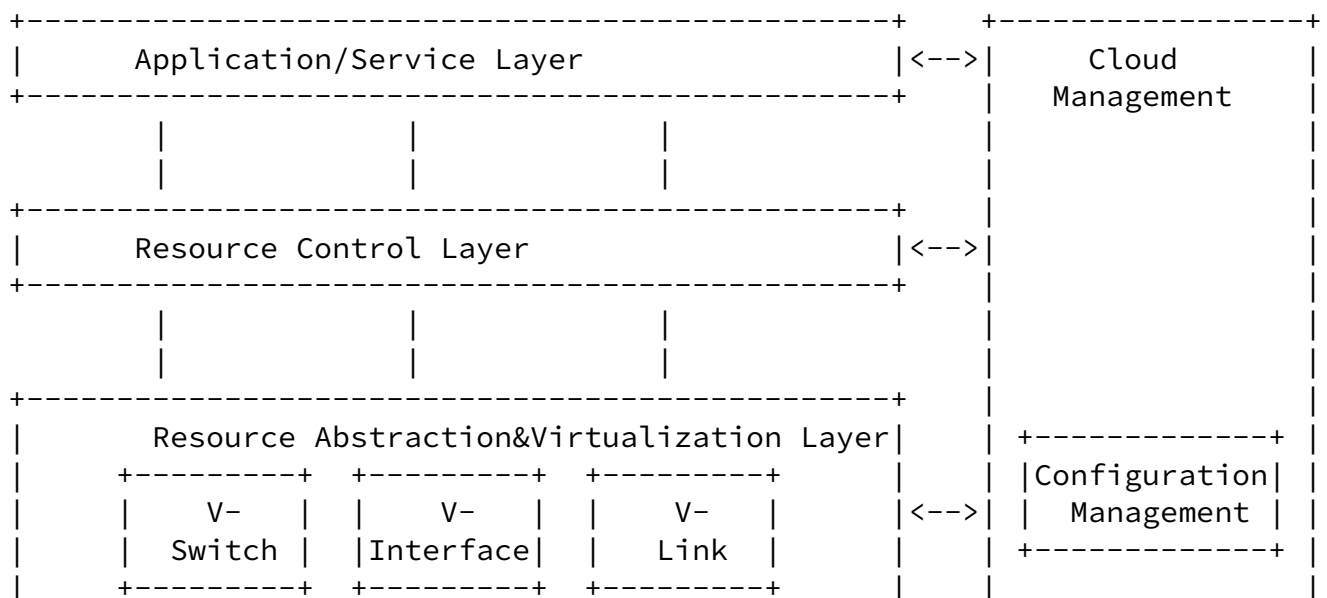 Application/Service Layer <--> Cloud
Management
Resource Control Layer <-->
Resource Abstraction&Virtualization Layer
Configuration
V- V- V- <--> Management
Switch Interface Link